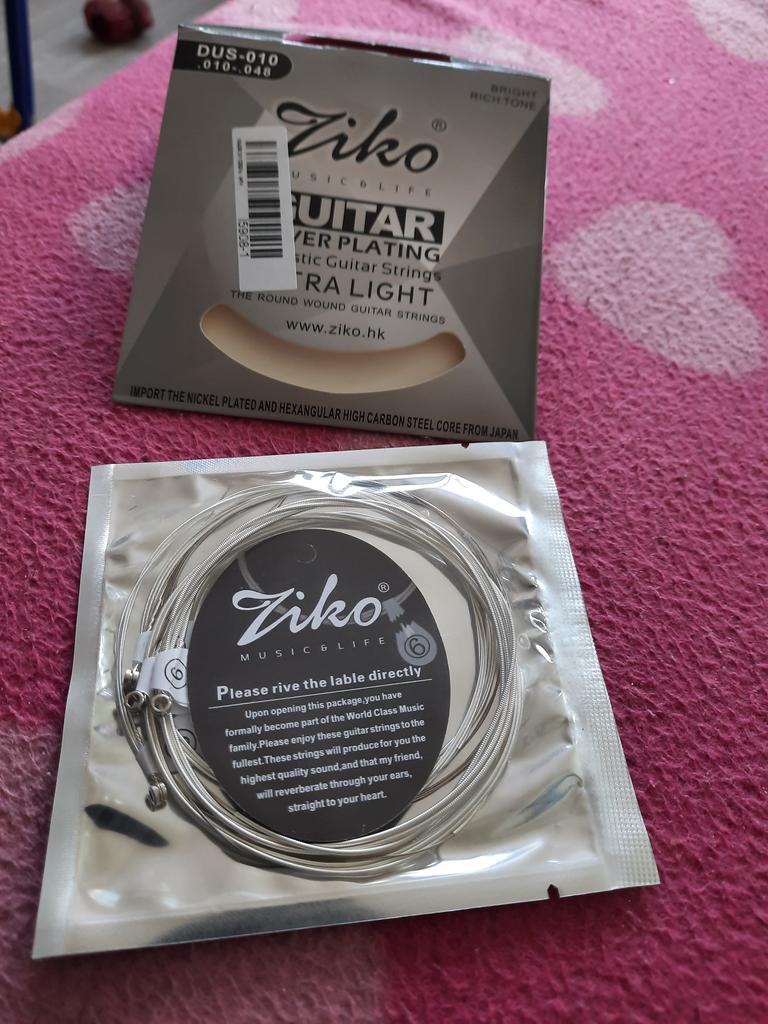 DUS-010
.010-.048
BRIGHT
RICH TONE
Ziko®
MUSIC & LIFE
GUITAR
VER PLATING
stic Guitar Strings
TRA LIGHT
THE ROUND WOUND GUITAR STRINGS
www.ziko.hk
5908-1
IMPORT THE NICKEL PLATED AND HEXANGULAR HIGH CARBON STEEL CORE FROM JAPAN
Ziko®
MUSIC & LIFE
6
6
Please rive the lable directly
Upon opening this package,you have
formally become part of the World Class Music
family.Please enjoy these guitar strings to the
fullest.These strings will produce for you the
highest quality sound,and that my friend,
will reverberate through your ears,
straight to your heart.